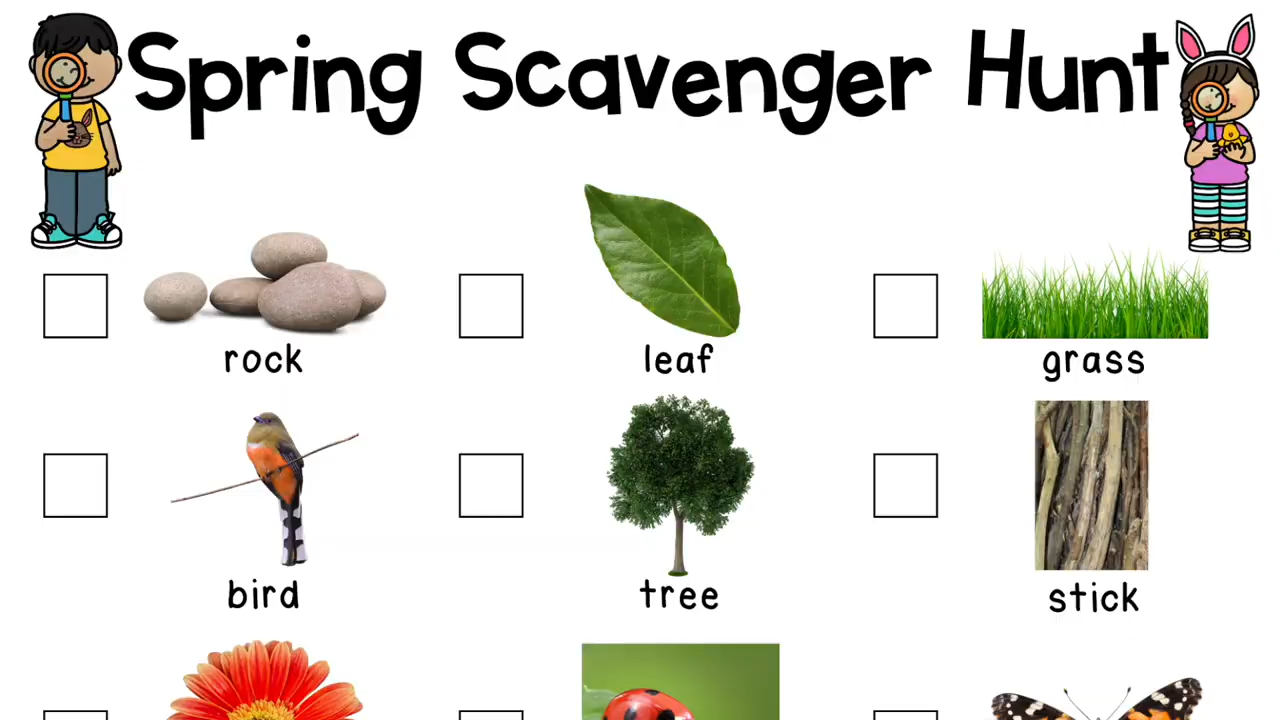 Spring Scavenger Hunt
rock
leaf
grass
bird
tree
stick